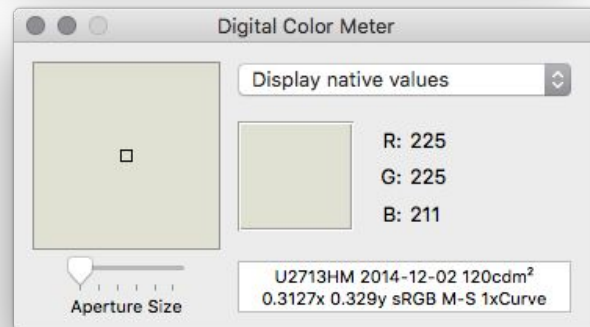 Digital Color Meter
Display native values
R: 225
G: 225
B: 211
Aperture Size
U2713HM 2014-12-02 120cdm²
0.3127x 0.329y sRGB M-S 1xCurve